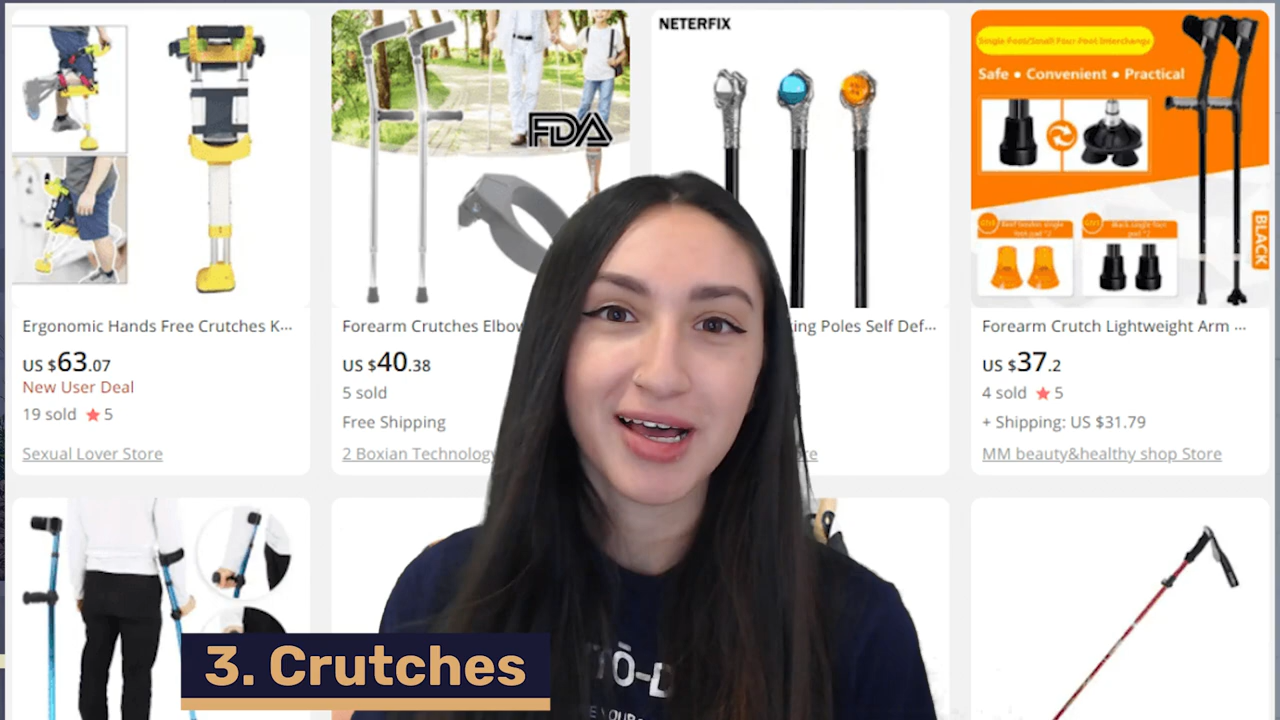 NETERFIX
Single Foot/Small Four-Foot Interchange
Safe • Convenient • Practical
FDA
BLACK
Ergonomic Hands Free Crutches K...
Forearm Crutches Elbow
king Poles Self Def...
Forearm Crutch Lightweight Arm ...
US $63.07
US $40.38
US $37.2
New User Deal
5 sold
4 sold ★ 5
19 sold ★ 5
Free Shipping
+ Shipping: US $31.79
Sexual Lover Store
2 Boxian Technology
re
MM beauty&healthy shop Store
3. Crutches